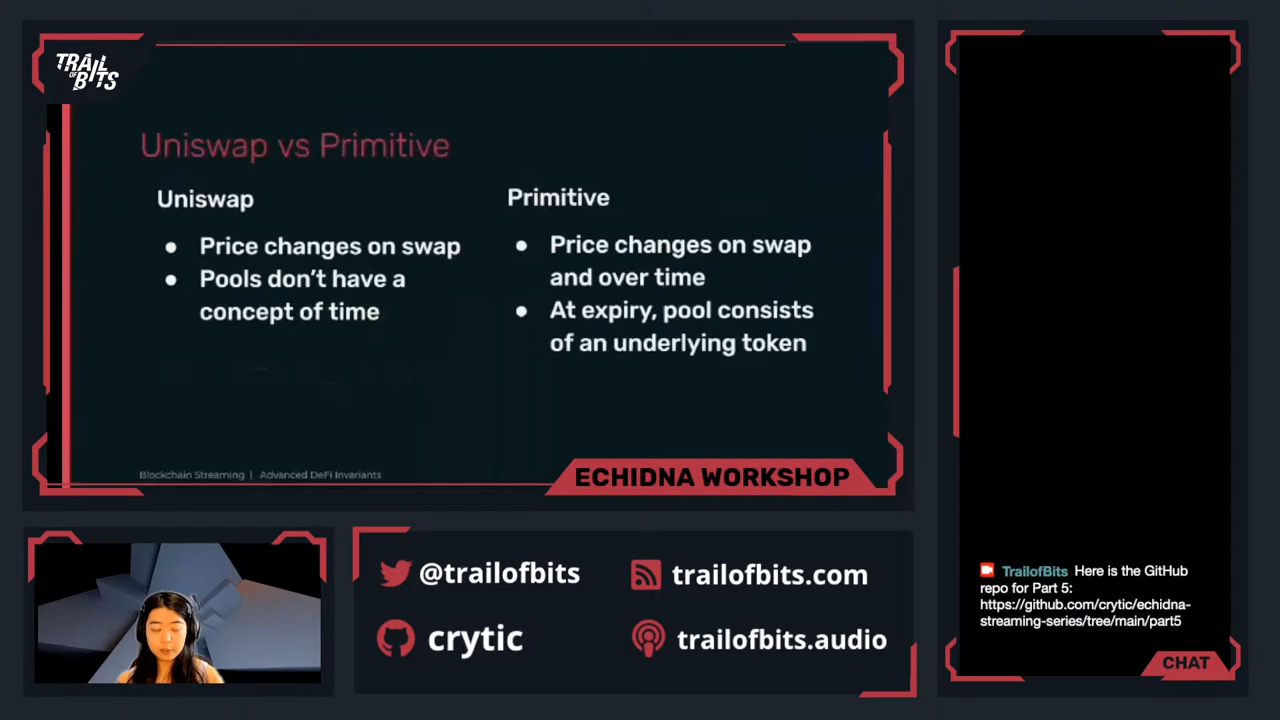 TRAIL
OF
BITS
Uniswap vs Primitive
Uniswap
● Price changes on swap
● Pools don't have a
concept of time
Primitive
● Price changes on swap
and over time
● At expiry, pool consists
of an underlying token
Blockchain Streaming | Advanced DeFi Invariants
ECHIDNA WORKSHOP
@trailofbits
trailofbits.com
crytic
trailofbits.audio
TrailofBits Here is the GitHub
repo for Part 5:
https://github.com/crytic/echidna-
streaming-series/tree/main/part5
CHAT